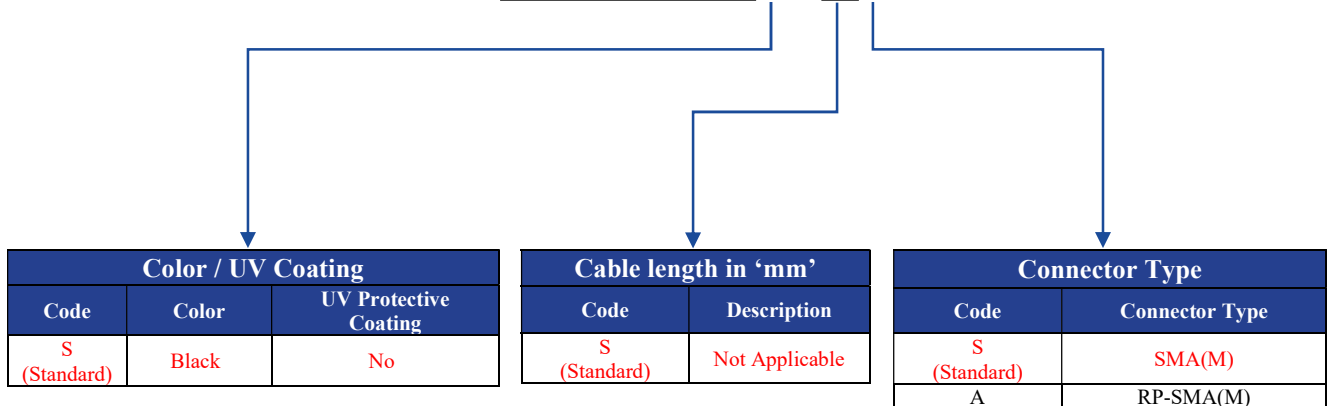 Color / UV Coating
Code Color UV Protective
Coating
S
(Standard) Black No
Cable length in ‘mm’
Code Description
S
(Standard) Not Applicable
Connector Type
Code Connector Type
S
(Standard) SMA(M)
A RP-SMA(M)